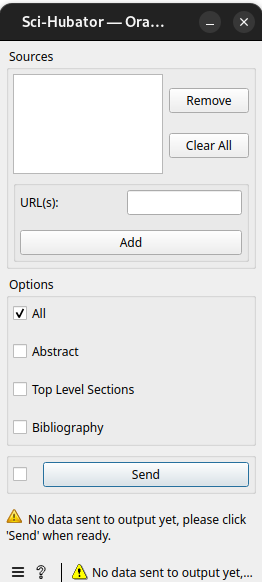 Sci-Hubator — Ora...
Sources
Remove
Clear All
URL(s):
Add
Options
All
Abstract
Top Level Sections
Bibliography
Send
No data sent to output yet, please click
'Send' when ready.
No data sent to output yet,...